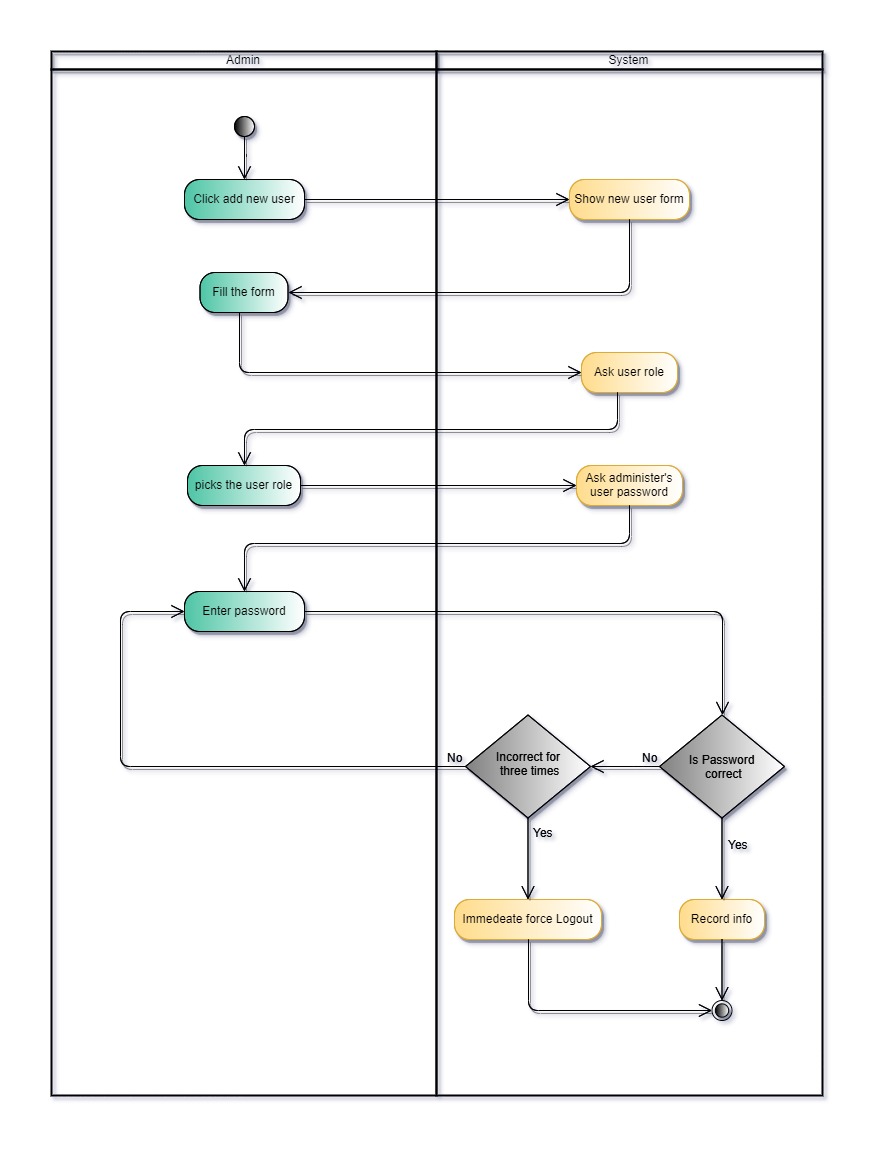 Admin
System
Click add new user
Show new user form
Fill the form
Ask user role
picks the user role
Ask administer's
user password
Enter password
No
Incorrect for
three times
No
Is Password
correct
Yes
Yes
Immedeate force Logout
Record info